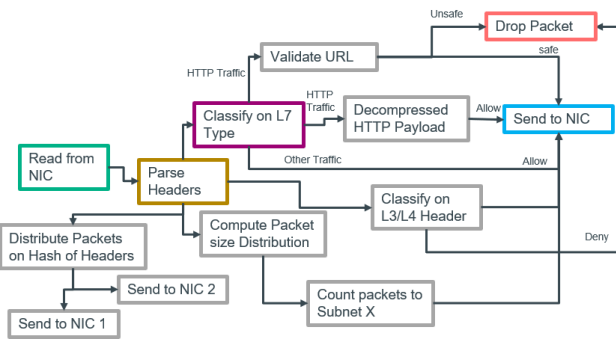 Unsafe
Drop Packet
Validate URL
safe
HTTP Traffic
HTTP
Traffic
Classify on L7
Type
Decompressed
HTTP Payload
Allow
Send to NIC
Other Traffic
Allow
Read from
NIC
Parse
Headers
Classify on
L3/L4 Header
Distribute Packets
on Hash of Headers
Compute Packet
size Distribution
Deny
Send to NIC 2
Count packets to
Subnet X
Send to NIC 1